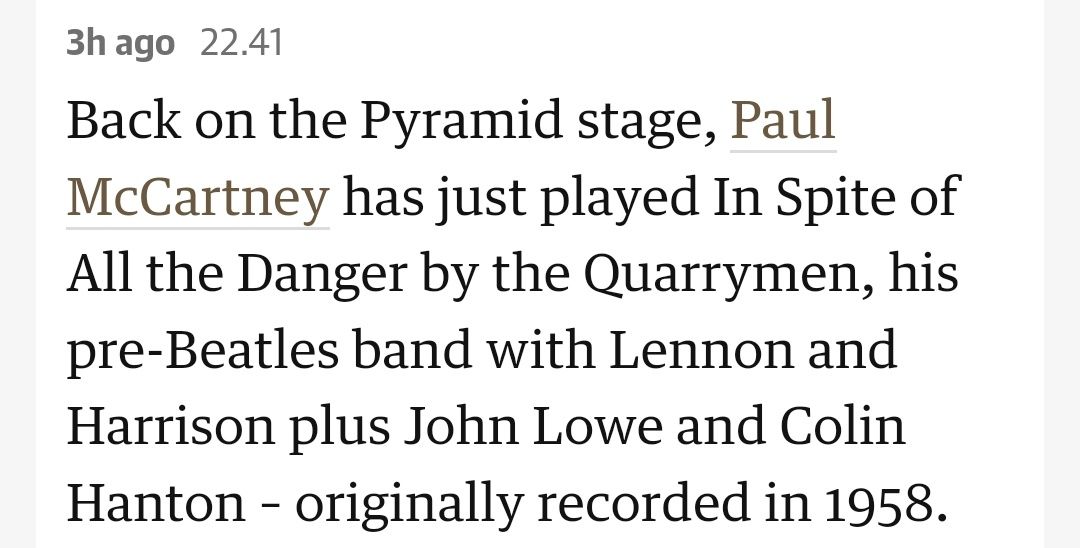 3h ago 22.41
Back on the Pyramid stage, Paul
McCartney has just played In Spite of
All the Danger by the Quarrymen, his
pre-Beatles band with Lennon and
Harrison plus John Lowe and Colin
Hanton – originally recorded in 1958.